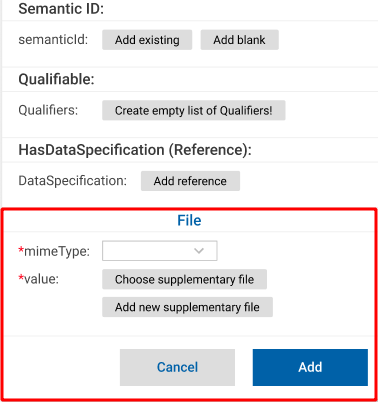 Semantic ID:
semanticId: Add existing Add blank
Qualifiable:
Qualifiers: Create empty list of Qualifiers!
HasDataSpecification (Reference):
DataSpecification: Add reference
File
*mimeType:
*value: Choose supplementary file
Add new supplementary file
Cancel Add